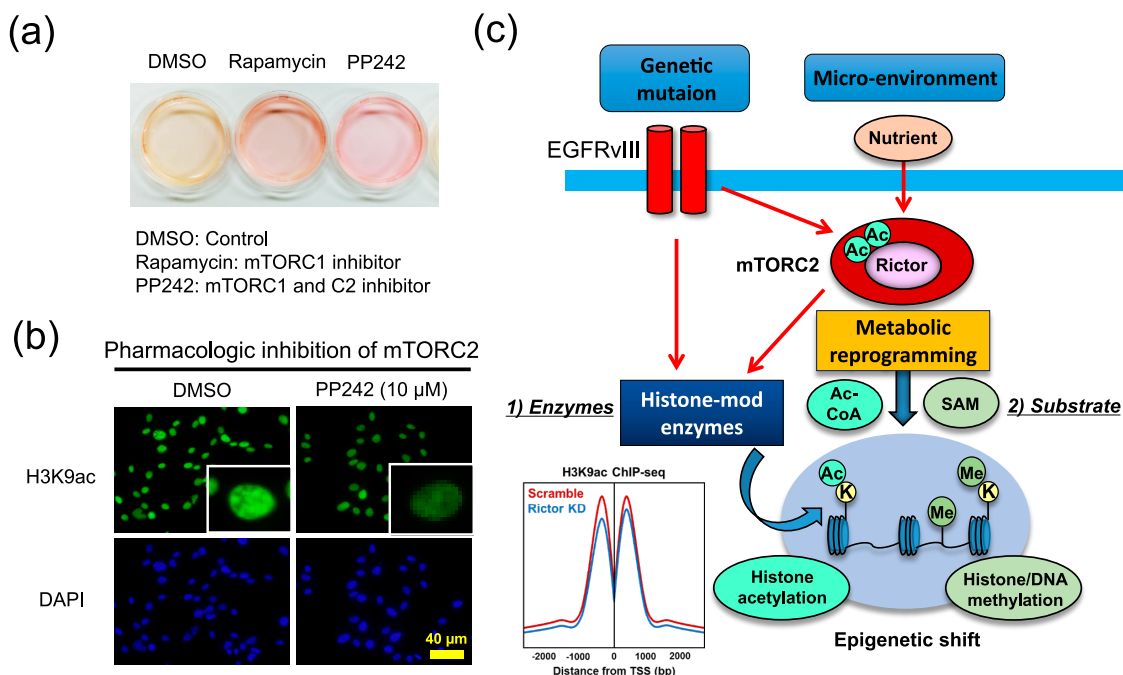 (a)
DMSO
Rapamycin
PP242
DMSO: Control
Rapamycin: mTORC1 inhibitor
PP242: mTORC1 and C2 inhibitor
(b)
Pharmacologic inhibition of mTORC2
DMSO
PP242 (10 µM)
H3K9ac
DAPI
40 µm
(c)
Genetic
mutaion
Micro-environment
Nutrient
EGFRvIII
Ac
Ac
mTORC2
Rictor
Metabolic
reprogramming
1) Enzymes
Histone-mod
enzymes
Ac-
CoA
SAM
2) Substrate
H3K9ac ChIP-seq
Scramble
Rictor KD
-2000
-1000
0
1000
2000
Distance from TSS (bp)
Ac
K
Me
Me
K
Histone
acetylation
Histone/DNA
methylation
Epigenetic shift